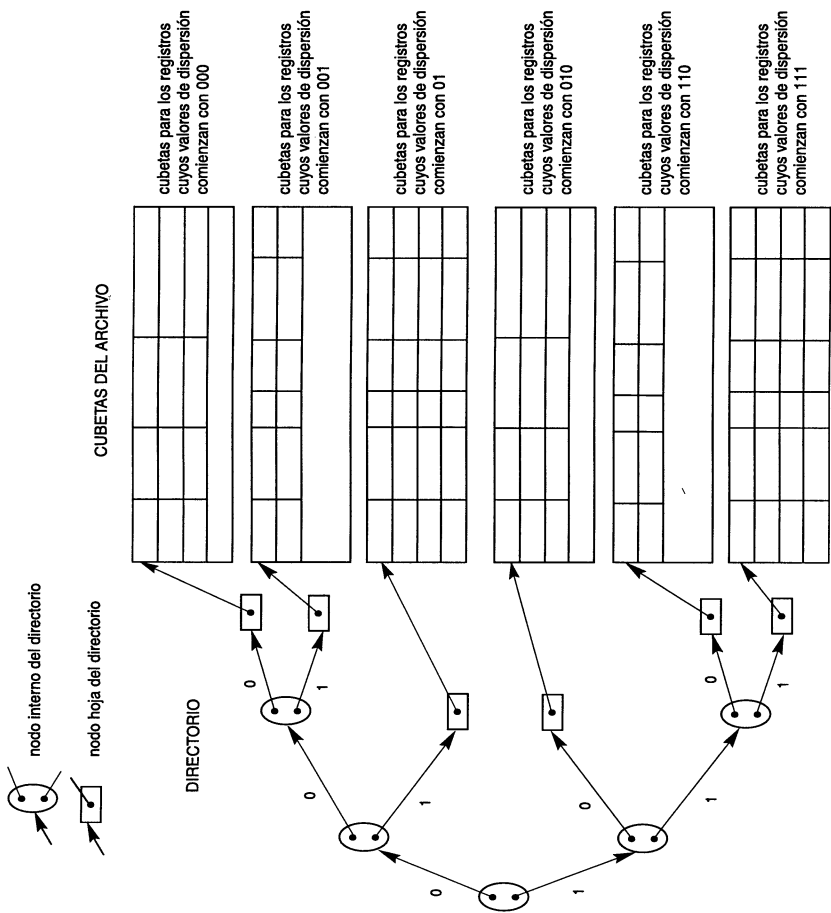 nodo interno del directorio
nodo hoja del directorio
DIRECTORIO
CUBETAS DEL ARCHIVO
0
1
0
1
0
1
0
1
0
1
cubetas para los registros
cuyos valores de dispersión
comienzan con 000
cubetas para los registros
cuyos valores de dispersión
comienzan con 001
cubetas para los registros
cuyos valores de dispersión
comienzan con 01
cubetas para los registros
cuyos valores de dispersión
comienzan con 010
cubetas para los registros
cuyos valores de dispersión
comienzan con 110
cubetas para los registros
cuyos valores de dispersión
comienzan con 111